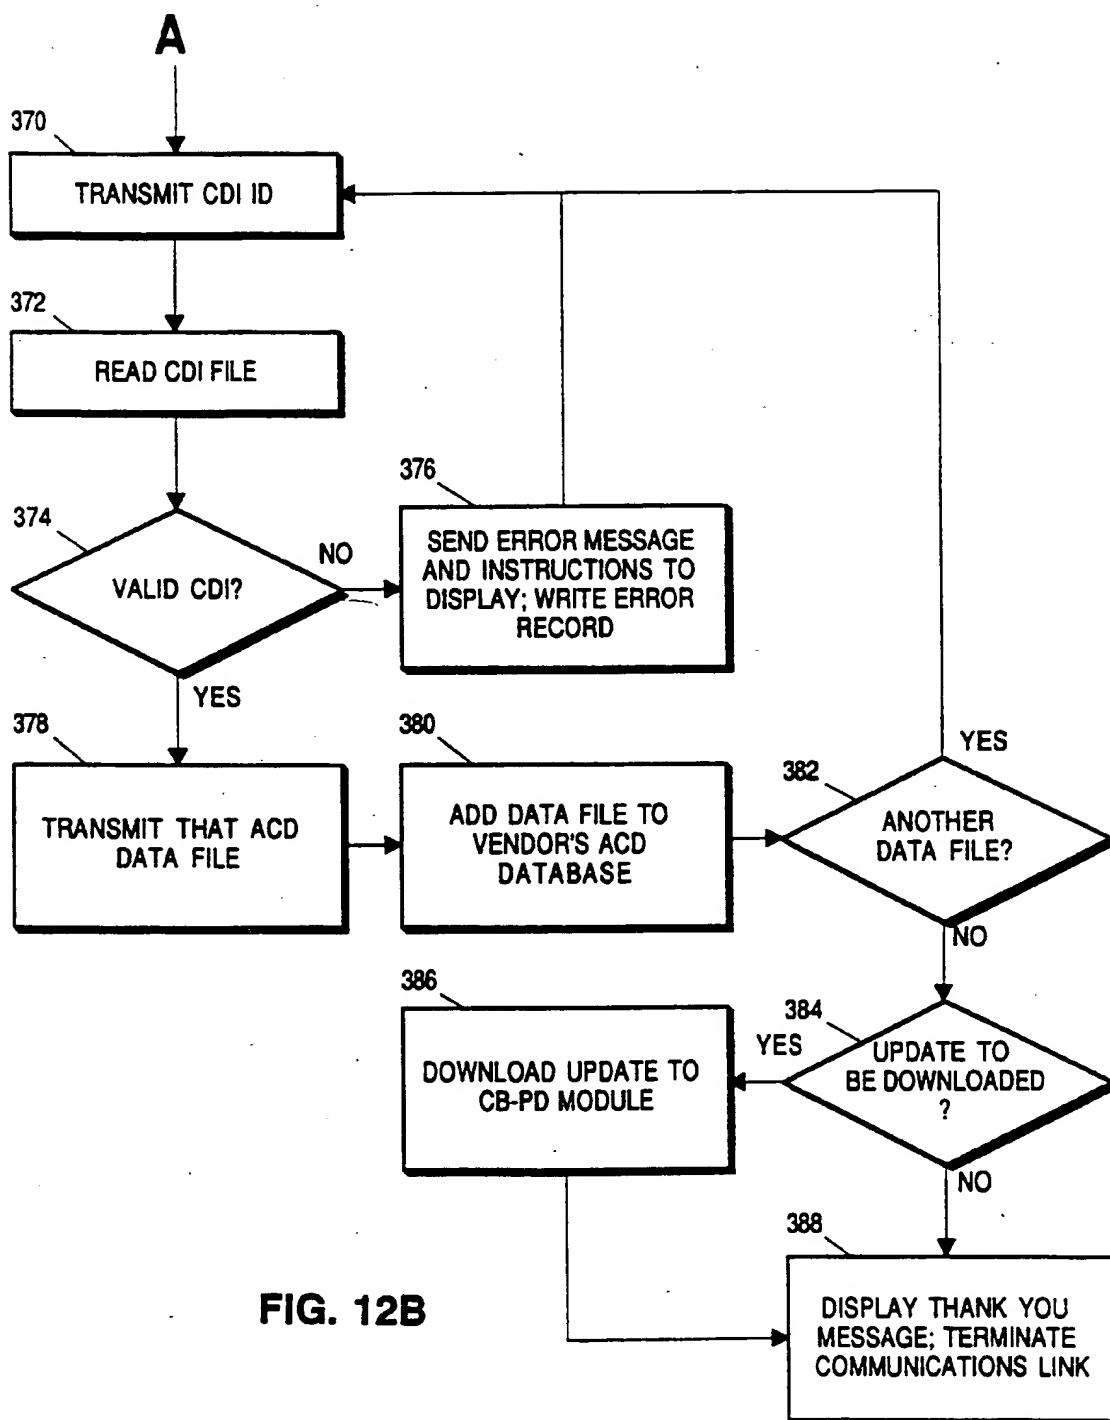 A
370
TRANSMIT CDI ID
372
READ CDI FILE
374
VALID CDI?
NO
YES
376
SEND ERROR MESSAGE
AND INSTRUCTIONS TO
DISPLAY; WRITE ERROR
RECORD
378
TRANSMIT THAT ACD
DATA FILE
380
ADD DATA FILE TO
VENDOR'S ACD
DATABASE
382
YES
ANOTHER
DATA FILE?
NO
384
YES
UPDATE TO
BE DOWNLOADED
?
NO
386
DOWNLOAD UPDATE TO
CB-PD MODULE
388
DISPLAY THANK YOU
MESSAGE; TERMINATE
COMMUNICATIONS LINK
FIG. 12B